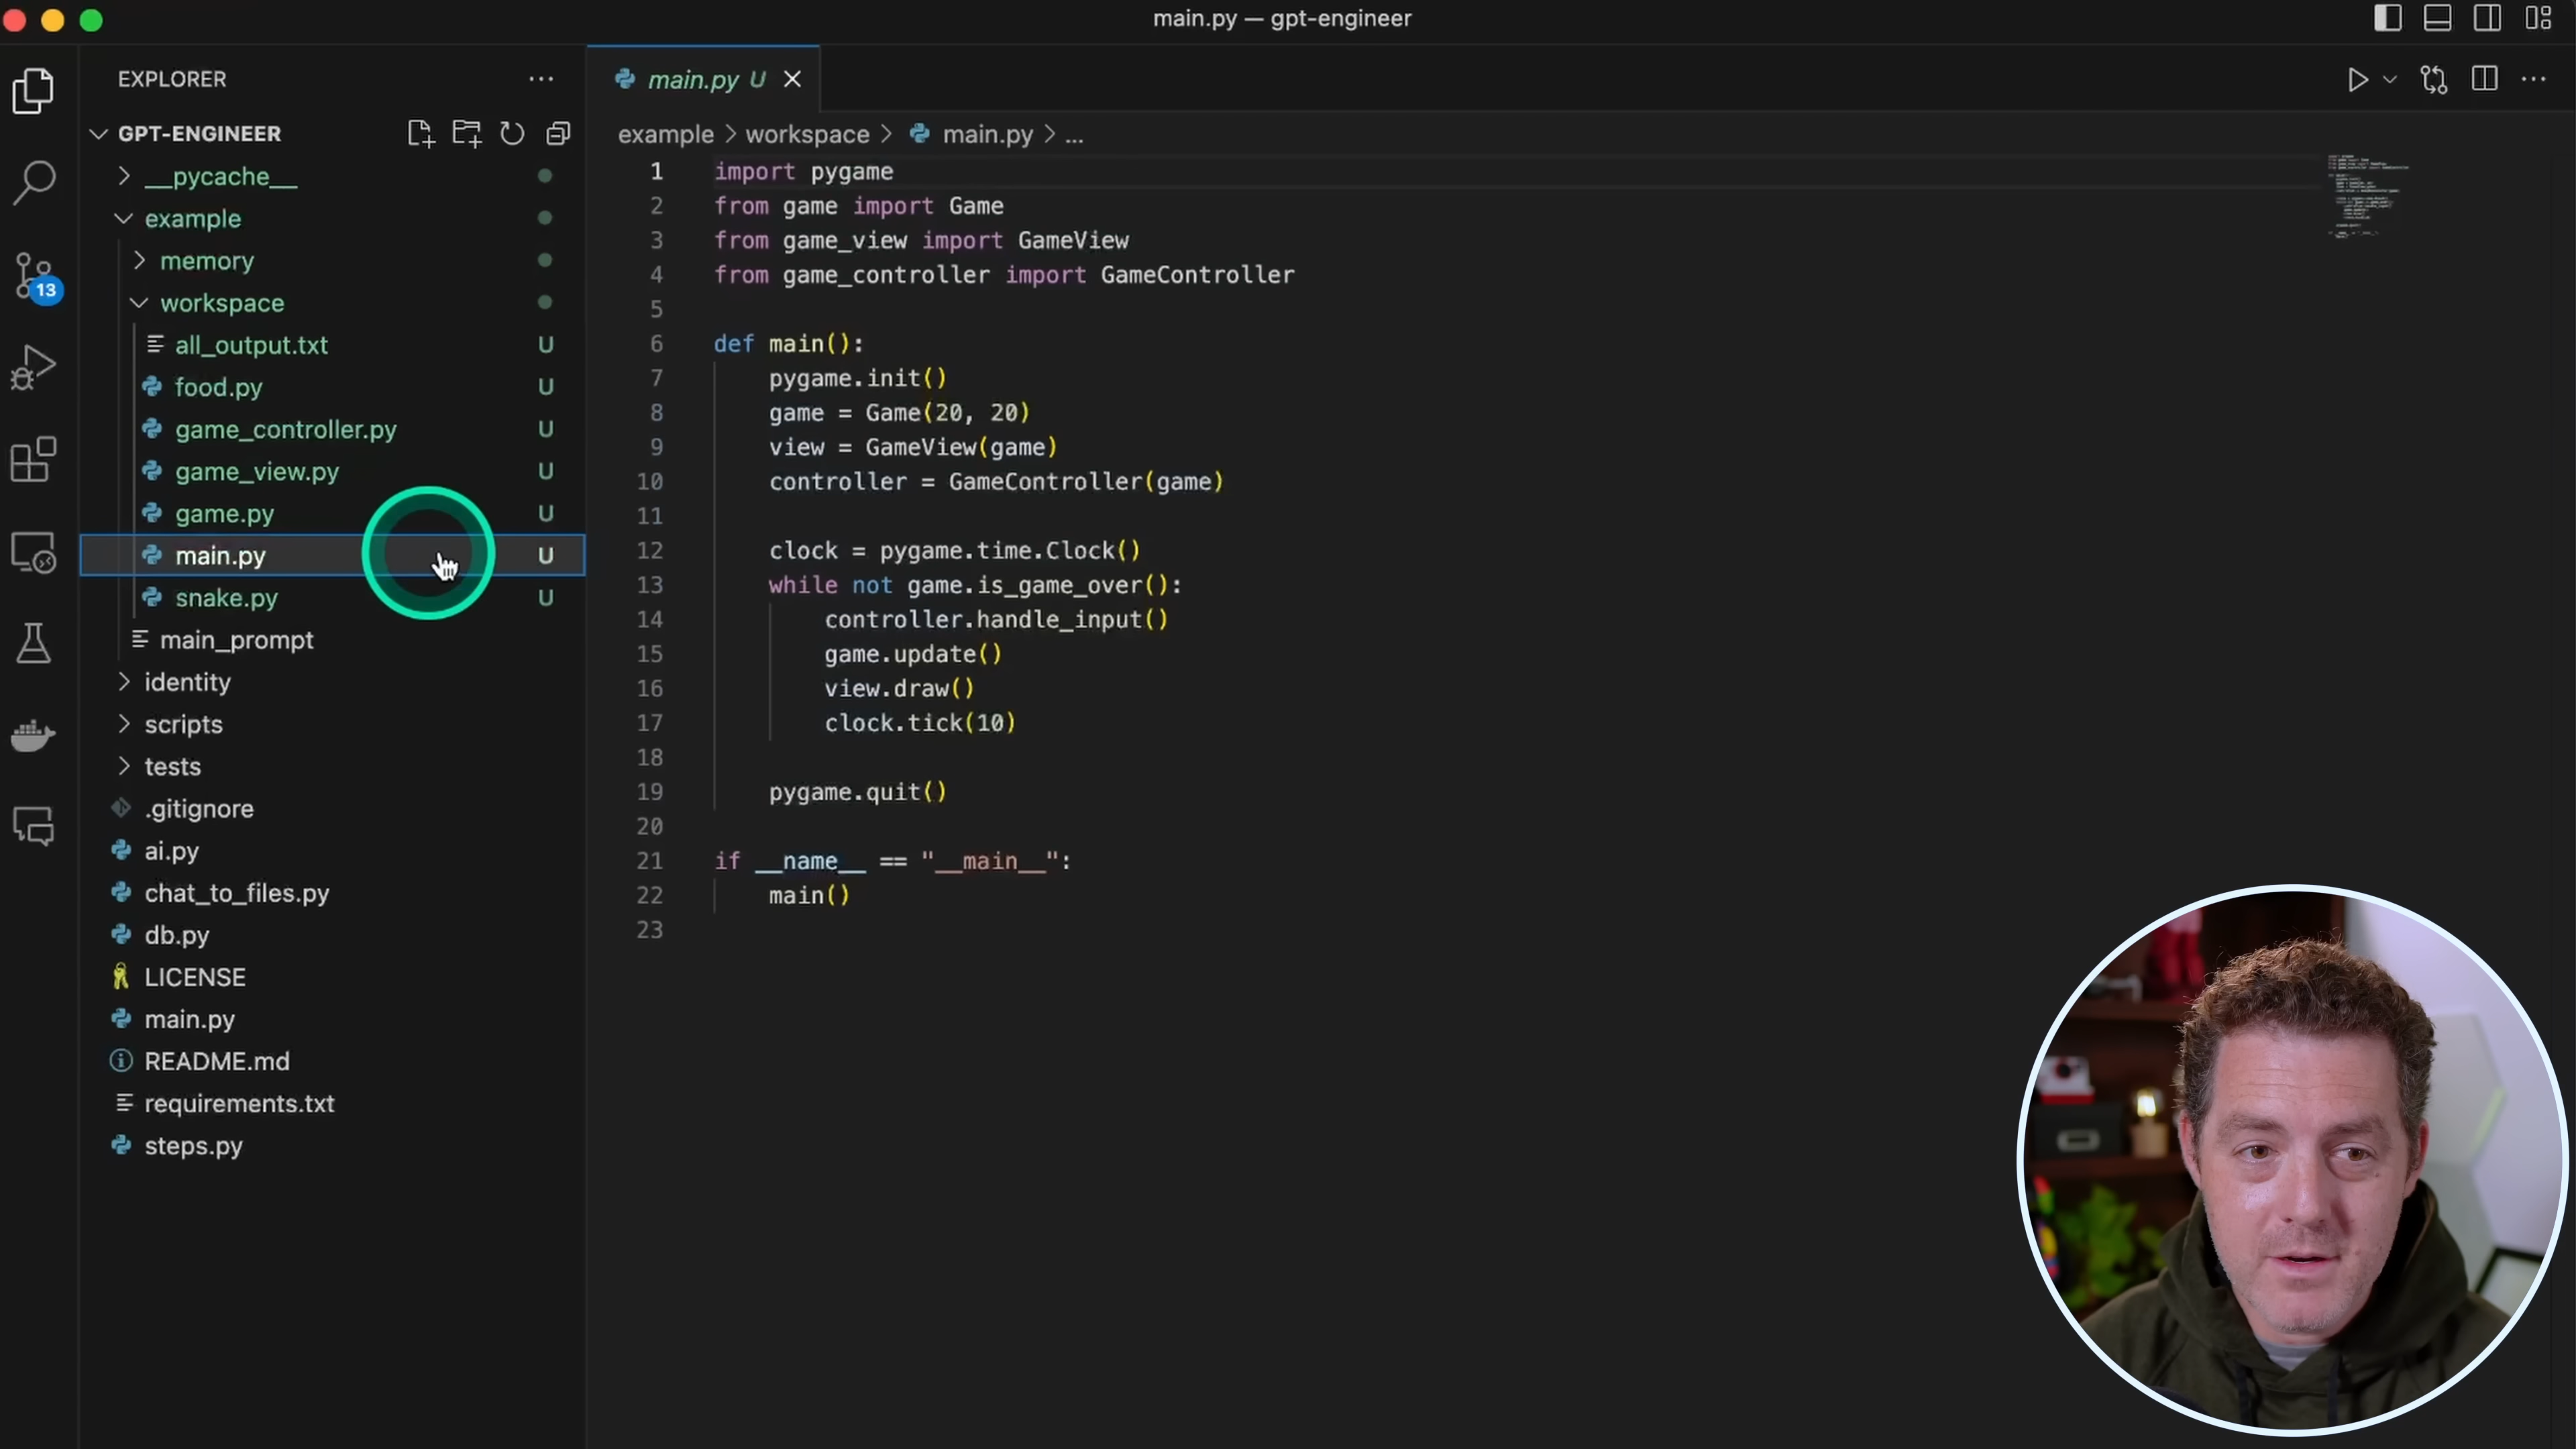 main.py — gpt-engineer
EXPLORER
GPT-ENGINEER
__pycache__
example
memory
workspace
all_output.txt U
food.py U
game_controller.py U
game_view.py U
game.py U
main.py U
snake.py U
main_prompt
identity
scripts
tests
.gitignore
ai.py
chat_to_files.py
db.py
LICENSE
main.py
README.md
requirements.txt
steps.py
13
main.py U
example > workspace > main.py > ...
1 import pygame
2 from game import Game
3 from game_view import GameView
4 from game_controller import GameController
5
6 def main():
7 pygame.init()
8 game = Game(20, 20)
9 view = GameView(game)
10 controller = GameController(game)
11
12 clock = pygame.time.Clock()
13 while not game.is_game_over():
14 controller.handle_input()
15 game.update()
16 view.draw()
17 clock.tick(10)
18
19 pygame.quit()
20
21 if __name__ == "__main__":
22 main()
23